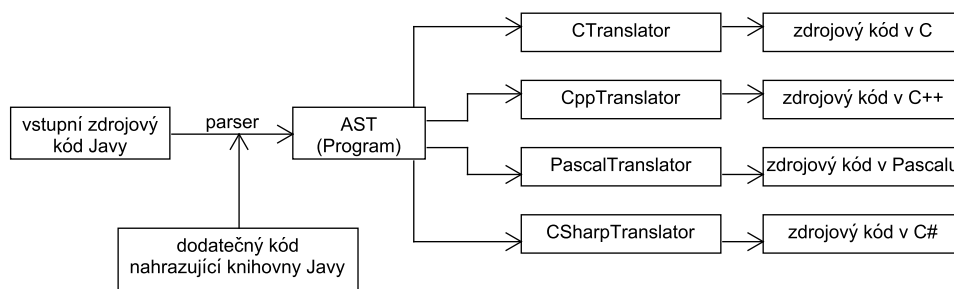 CTranslator
zdrojový kód v C
CppTranslator
zdrojový kód v C++
vstupní zdrojový
kód Javy
parser
AST
(Program)
PascalTranslator
zdrojový kód v Pascalu
CSharpTranslator
zdrojový kód v C#
dodatečný kód
nahrazující knihovny Javy